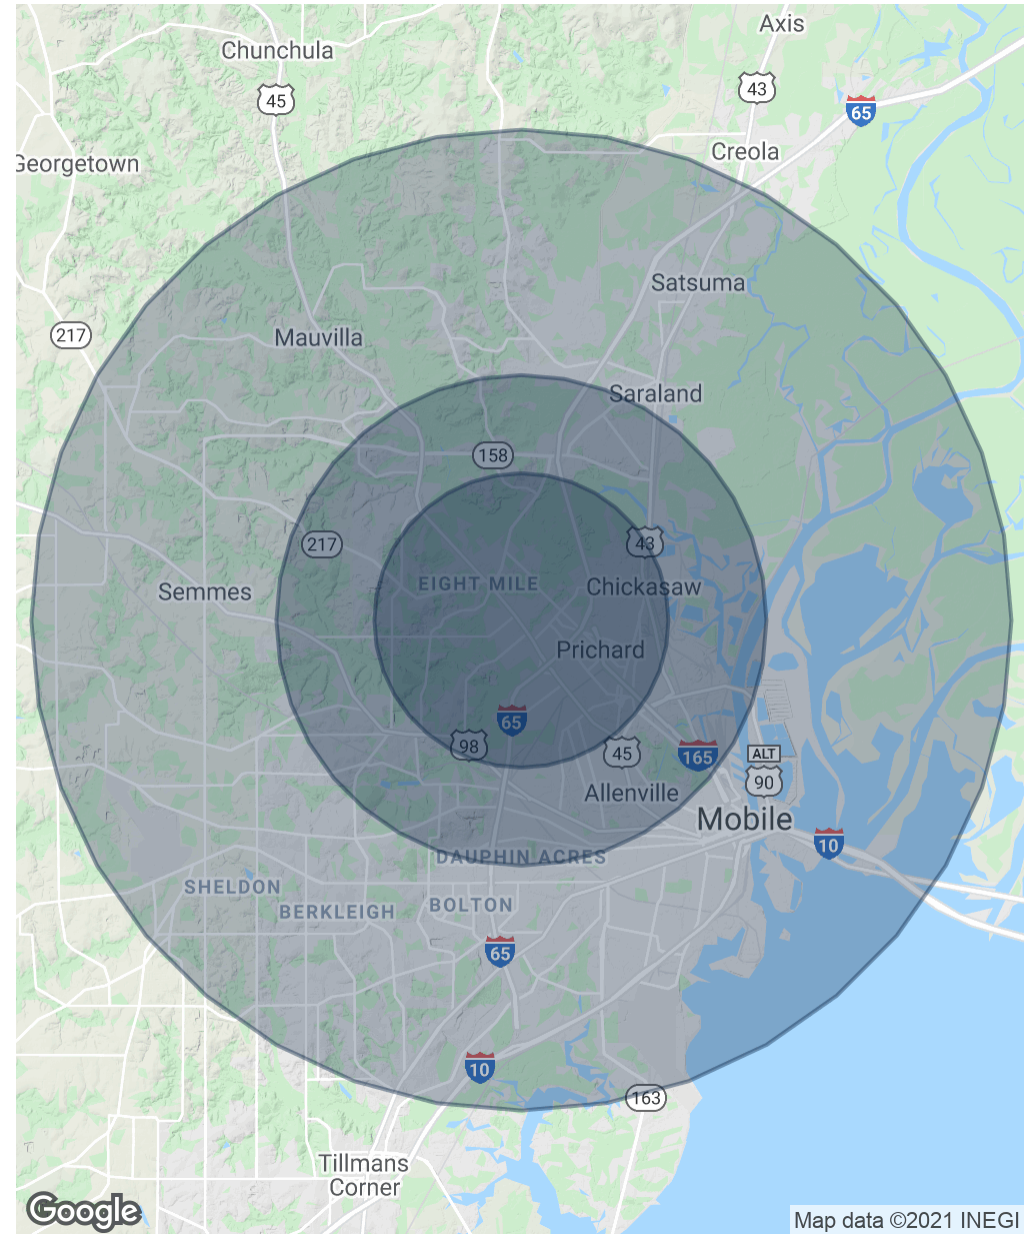 Axis
Chunchula
45
43
65
Creola
Georgetown
Satsuma
217
Mauvilla
Saraland
158
217
43
EIGHT MILE
Chickasaw
Semmes
Prichard
65
98
45
165
ALT
90
Allenville
Mobile
10
DAUPHIN ACRES
SHELDON
BERKLEIGH
BOLTON
65
10
163
Tillmans
Corner
Google
Map data ©2021 INEGI